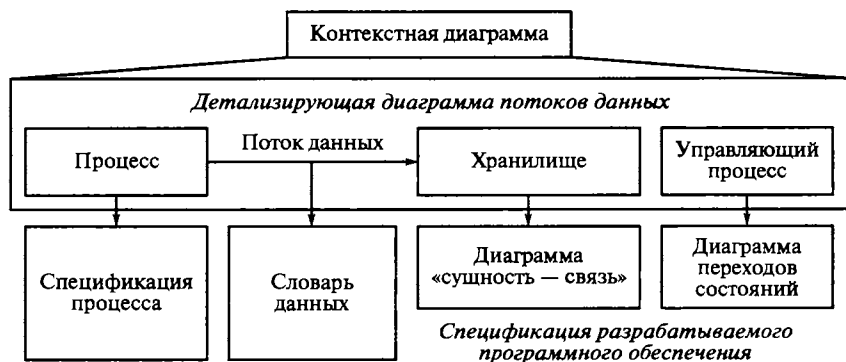 Контекстная диаграмма
Детализирующая диаграмма потоков данных
Процесс
Поток данных
Хранилище
Управляющий
процесс
Спецификация
процесса
Словарь
данных
Диаграмма
«сущность — связь»
Диаграмма
переходов
состояний
Спецификация разрабатываемого
программного обеспечения